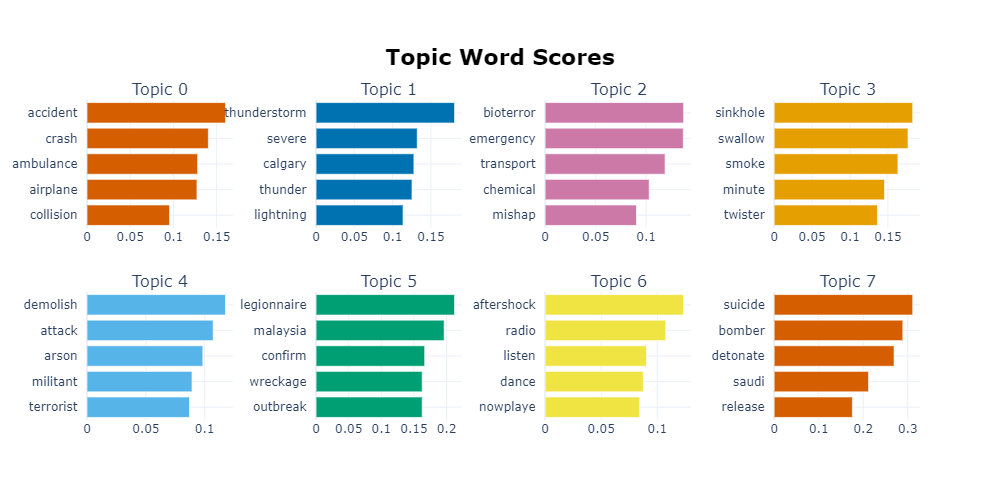 Topic Word Scores
Topic 0
accident
crash
ambulance
airplane
collision
0 0.05 0.1 0.15
Topic 1
thunderstorm
severe
calgary
thunder
lightning
0 0.05 0.1 0.15
Topic 2
bioterror
emergency
transport
chemical
mishap
0 0.05 0.1
Topic 3
sinkhole
swallow
smoke
minute
twister
0 0.05 0.1 0.15
Topic 4
demolish
attack
arson
militant
terrorist
0 0.05 0.1
Topic 5
legionnaire
malaysia
confirm
wreckage
outbreak
0 0.05 0.1 0.15 0.2
Topic 6
aftershock
radio
listen
dance
nowplaye
0 0.05 0.1
Topic 7
suicide
bomber
detonate
saudi
release
0 0.1 0.2 0.3